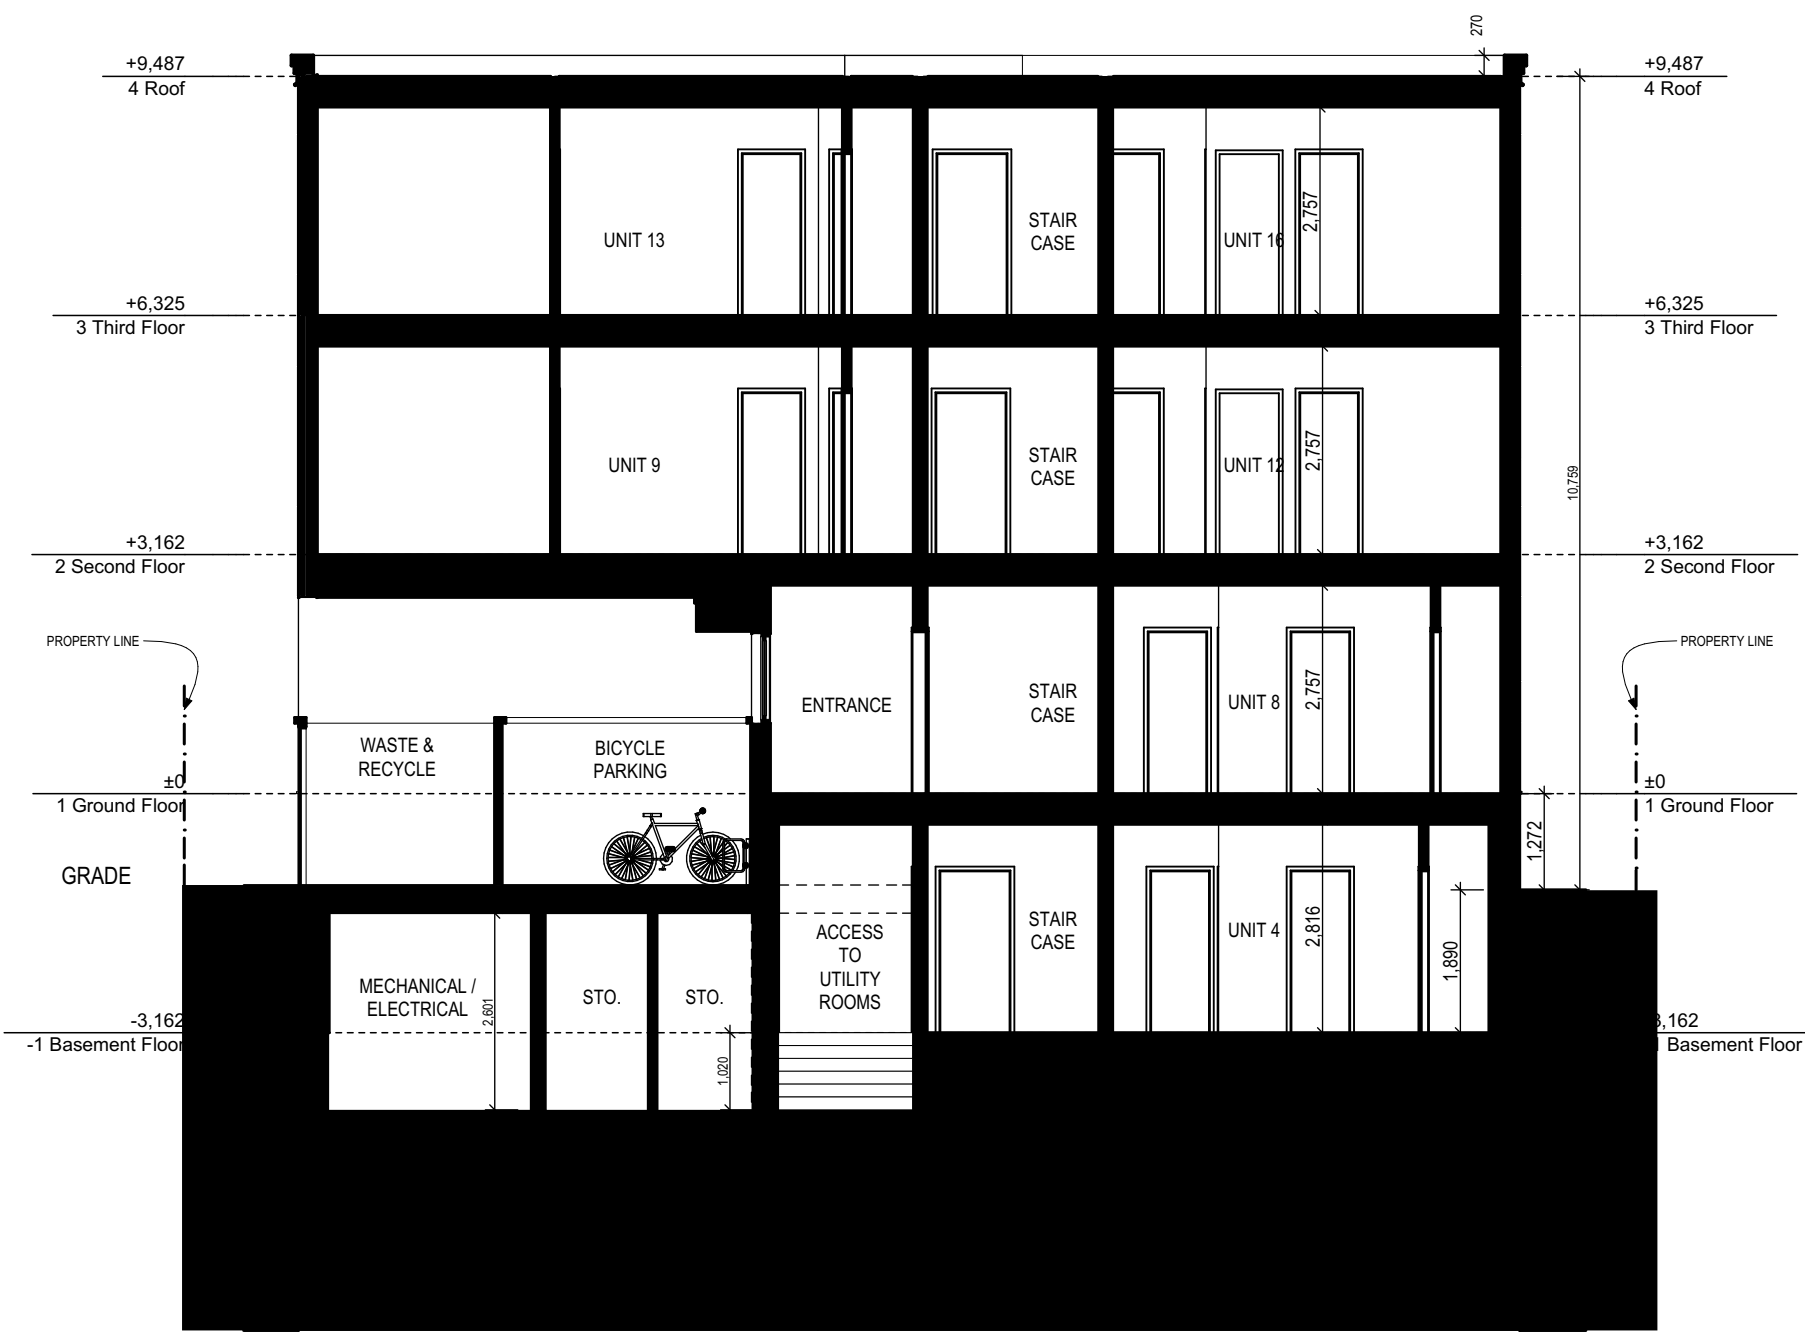 270
+9,487
4 Roof
+9,487
4 Roof
UNIT 13
STAIR
CASE
UNIT 16
2,757
+6,325
3 Third Floor
+6,325
3 Third Floor
UNIT 9
STAIR
CASE
UNIT 12
2,757
10,759
+3,162
2 Second Floor
+3,162
2 Second Floor
PROPERTY LINE
PROPERTY LINE
ENTRANCE
STAIR
CASE
UNIT 8
2,757
WASTE &
RECYCLE
BICYCLE
PARKING
±0
1 Ground Floor
±0
1 Ground Floor
1,272
GRADE
ACCESS
TO
UTILITY
ROOMS
STAIR
CASE
UNIT 4
2,816
1,890
MECHANICAL /
ELECTRICAL
2,601
STO.
STO.
1,020
-3,162
-1 Basement Floor
,162
Basement Floor